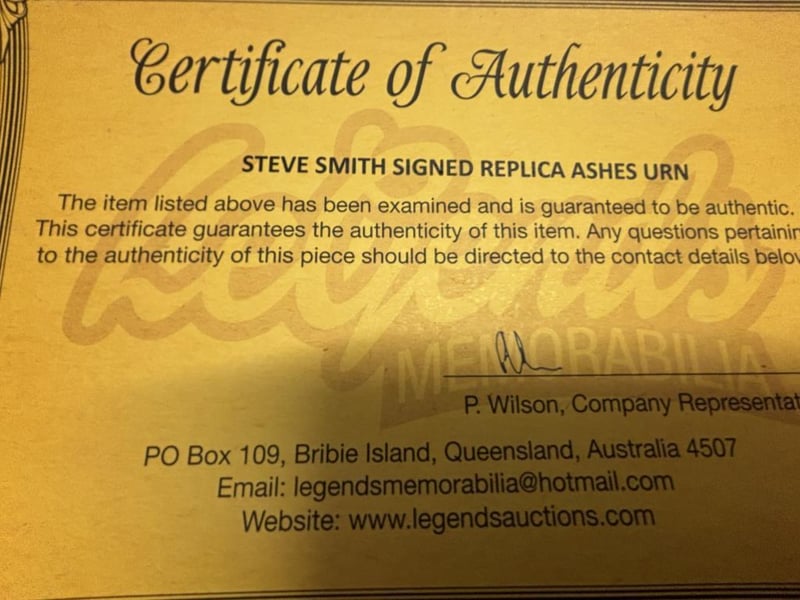 Certificate of Authenticity
STEVE SMITH SIGNED REPLICA ASHES URN
The item listed above has been examined and is guaranteed to be authentic.
This certificate guarantees the authenticity of this item. Any questions pertainin
to the authenticity of this piece should be directed to the contact details below
Legends
MEMORABILIA
P. Wilson, Company Representat
PO Box 109, Bribie Island, Queensland, Australia 4507
Email: legendsmemorabilia@hotmail.com
Website: www.legendsauctions.com